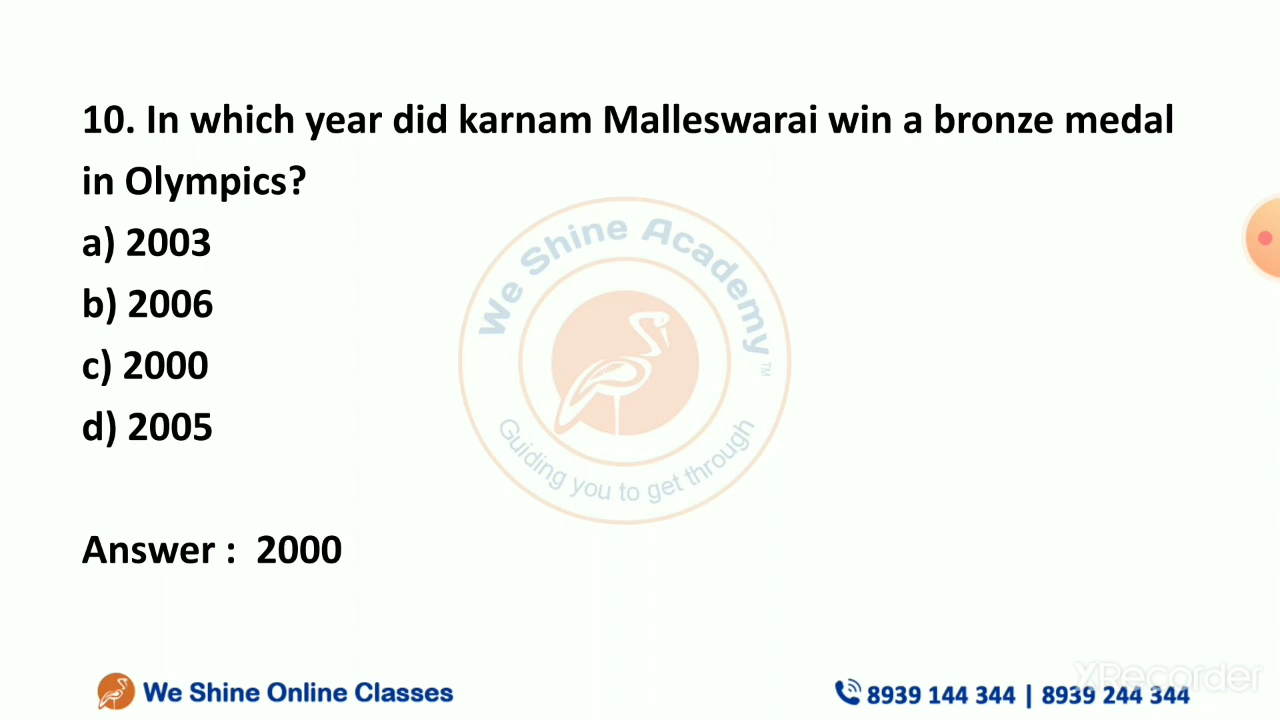 10. In which year did karnam Malleswarai win a bronze medal
in Olympics?
a) 2003
b) 2006
c) 2000
d) 2005
We Shine Academy
TM
Guiding you to get through
Answer : 2000
We Shine Online Classes
8939 144 344 | 8939 244 344
XRecorder